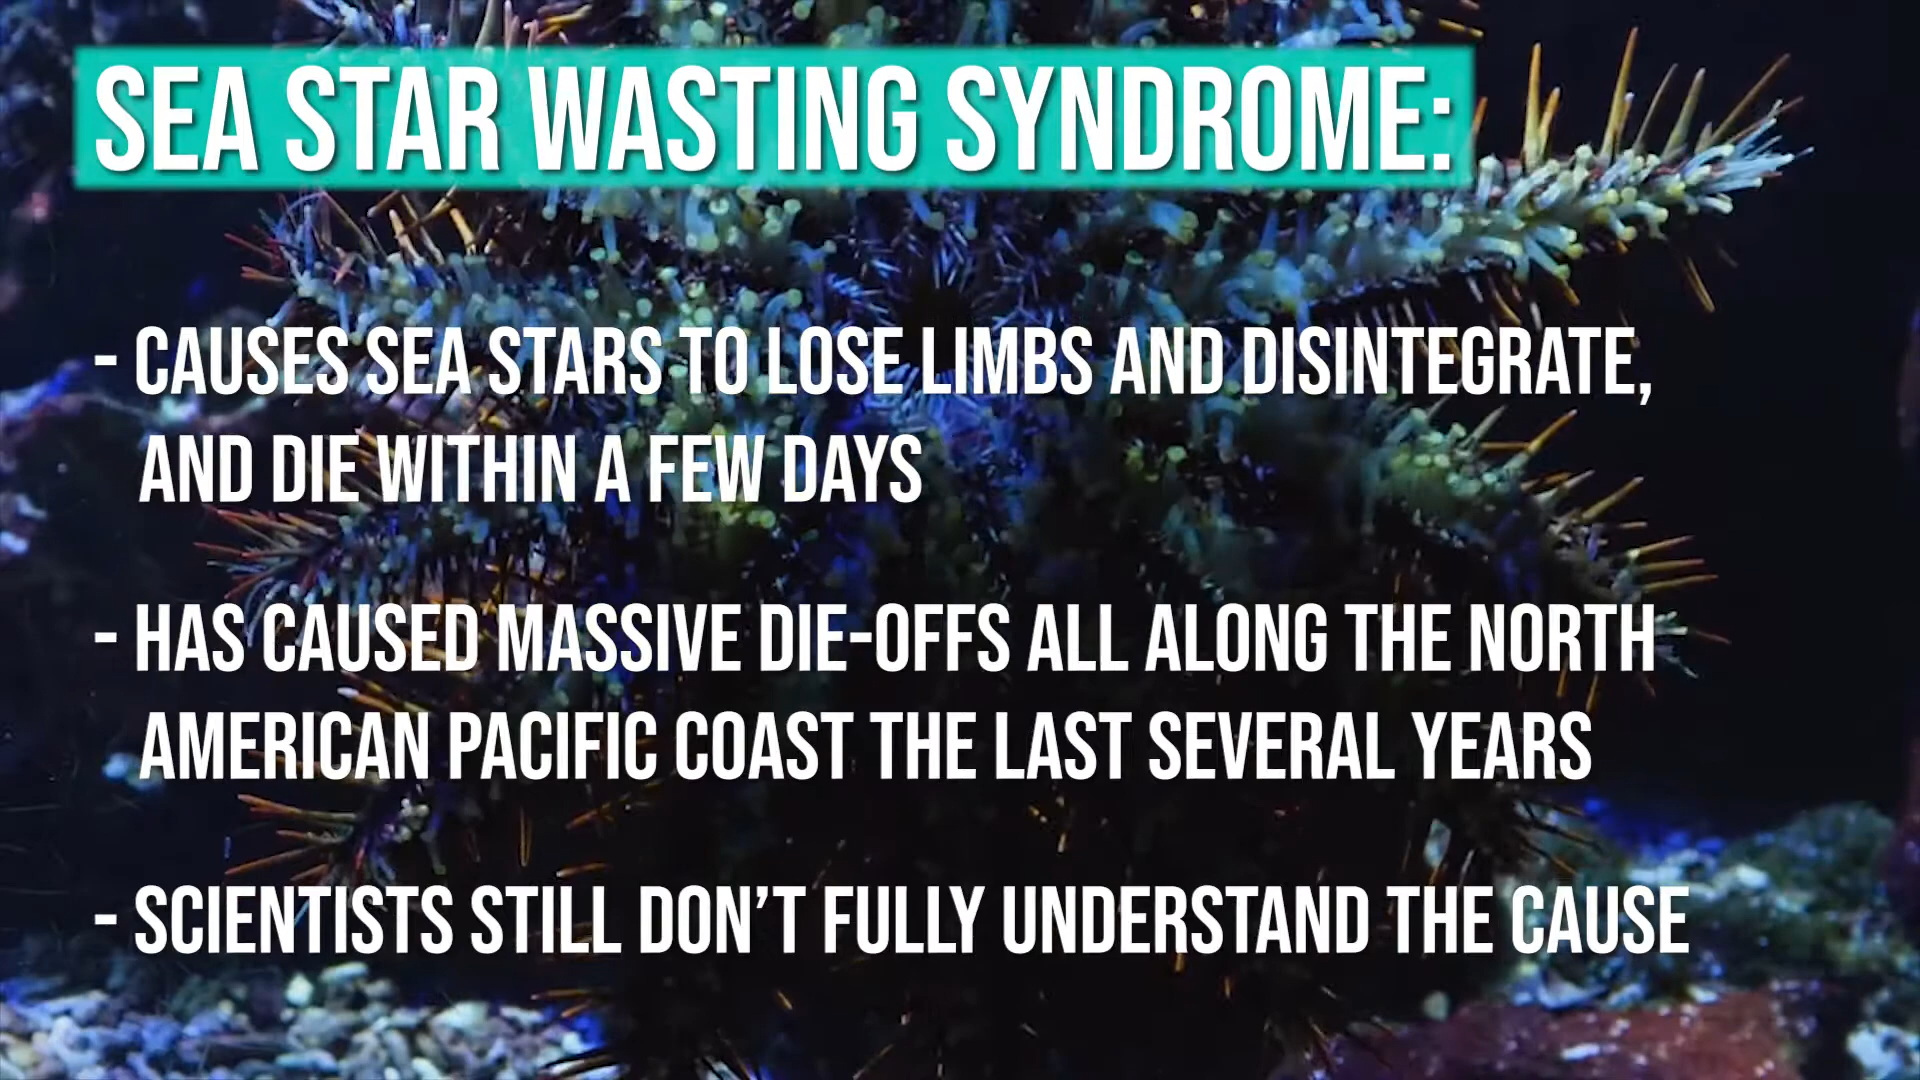 SEA STAR WASTING SYNDROME:
- CAUSES SEA STARS TO LOSE LIMBS AND DISINTEGRATE,
AND DIE WITHIN A FEW DAYS
- HAS CAUSED MASSIVE DIE-OFFS ALL ALONG THE NORTH
AMERICAN PACIFIC COAST THE LAST SEVERAL YEARS
- SCIENTISTS STILL DON’T FULLY UNDERSTAND THE CAUSE